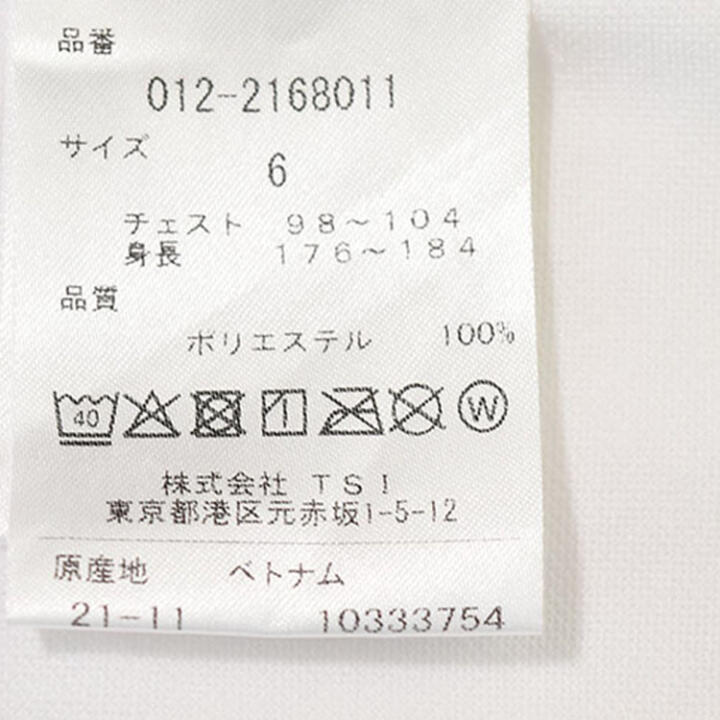 品番
012-2168011
サイズ
6
チェスト 98~104
身長 176~184
品質
ポリエステル 100%
40 W
株式会社 TSI
東京都港区元赤坂1-5-12
原産地 ベトナム
21-11 10333754